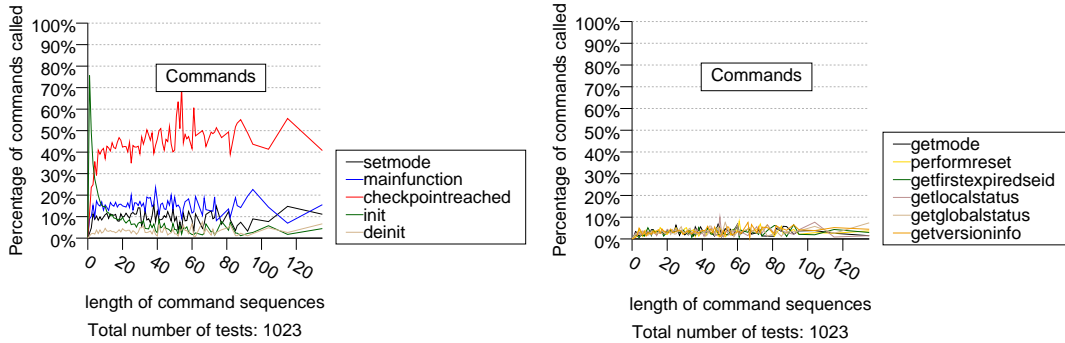 Percentage of commands called
100%
90%
80%
70%
60%
50%
40%
30%
20%
10%
0%
Commands
0
20
40
60
80
100
120
length of command sequences
Total number of tests: 1023
setmode
mainfunction
checkpointreached
init
deinit
Percentage of commands called
100%
90%
80%
70%
60%
50%
40%
30%
20%
10%
0%
Commands
0
20
40
60
80
100
120
length of command sequences
Total number of tests: 1023
getmode
performreset
getfirstexpiredseid
getlocalstatus
getglobalstatus
getversioninfo